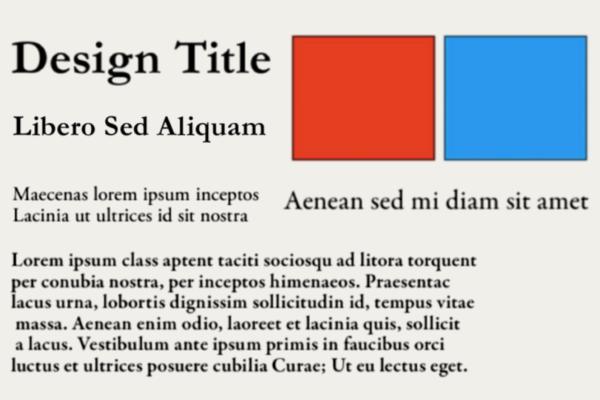 Design Title
Libero Sed Aliquam
Maecenas lorem ipsum inceptos
Lacinia ut ultrices id sit nostra
Aenean sed mi diam sit amet
Lorem ipsum class aptent taciti sociosqu ad litora torquent
per conubia nostra, per inceptos himenaeos. Praesentac
lacus urna, lobortis dignissim sollicitudin id, tempus vitae
massa. Aenean enim odio, laoreet et lacinia quis, sollicit
a lacus. Vestibulum ante ipsum primis in faucibus orci
luctus et ultrices posuere cubilia Curae; Ut eu lectus eget.